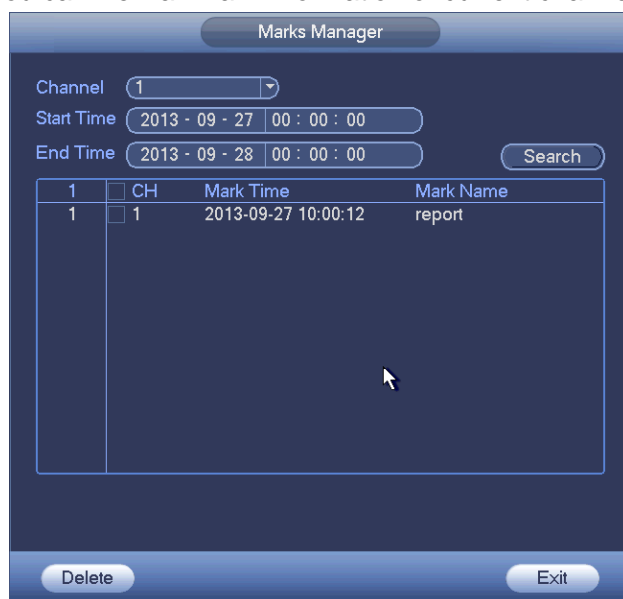 Marks Manager
Channel 1
Start Time 2013 - 09 - 27 00 : 00 : 00
End Time 2013 - 09 - 28 00 : 00 : 00 Search
1 CH Mark Time Mark Name
1 1 2013-09-27 10:00:12 report
Delete Exit